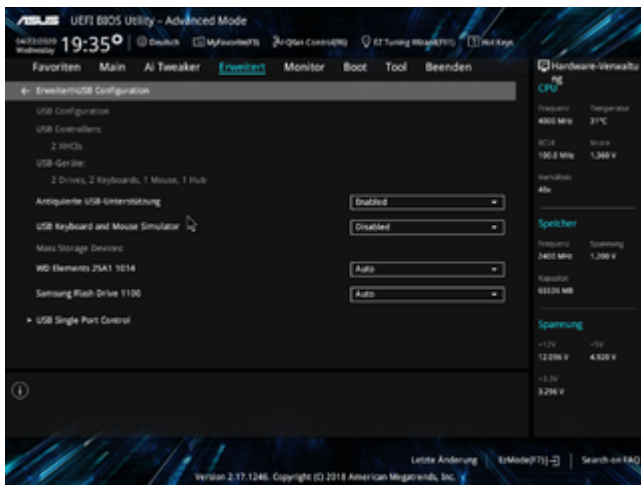 ASUS UEFI BIOS Utility – Advanced Mode
04/22/2020 Wednesday 19:35 Deutsch MyFavorite(F3) Qfan Control(F6) EZ Tuning Wizard(F11) Hot Keys
Favoriten Main Ai Tweaker Erweitert Monitor Boot Tool Beenden
Hardware-Verwaltung
Erweitert\USB Configuration
USB Configuration
USB Controllers:
2 XHCIs
USB-Geräte:
2 Drives, 2 Keyboards, 1 Mouse, 1 Hub
Antiquierte USB-Unterstützung Enabled
USB Keyboard and Mouse Simulator Disabled
Mass Storage Devices:
WD Elements 25A1 1014 Auto
Samsung Flash Drive 1100 Auto
USB Single Port Control
CPU
Frequenz Temperatur
4000 MHz 31°C
BCLK Vcore
100.0 MHz 1.360 V
Verhältnis
40x
Speicher
Frequenz Spannung
2400 MHz 1.200 V
Kapazität
65536 MB
Spannung
+12V +5V
12.096 V 4.920 V
+3.3V
3.296 V
Letzte Änderung EzMode(F7) Search on FAQ
Version 2.17.1246. Copyright (C) 2018 American Megatrends, Inc.